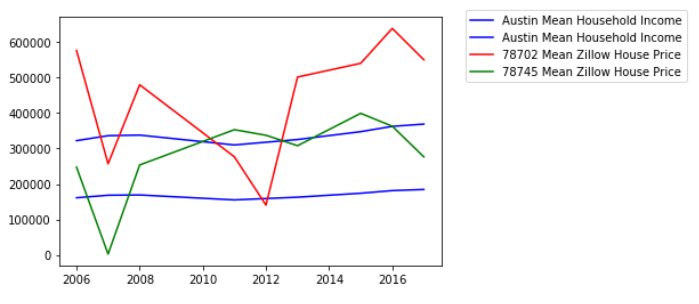 Austin Mean Household Income
Austin Mean Household Income
78702 Mean Zillow House Price
78745 Mean Zillow House Price
600000
500000
400000
300000
200000
100000
0
2006 2008 2010 2012 2014 2016